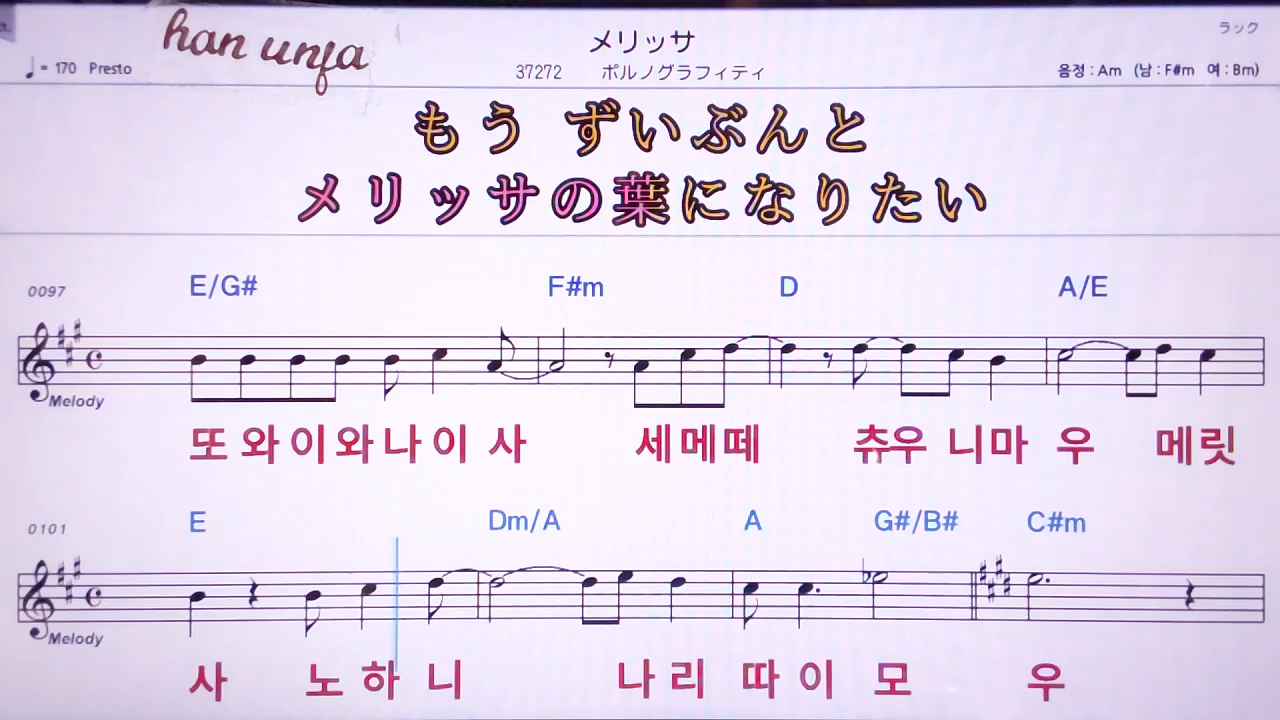 han unfa
メリッサ
ラック
♩= 170 Presto
37272 ポルノグラフィティ
음정 : Am (남 : F#m 여 : Bm)
もう ずいぶんと
メリッサの葉になりたい
0097 E/G# F#m D A/E
Melody
또 와 이 와 나 이 사 세 메 떼 츄우 니마 우 메 릿
0101 E Dm/A A G#/B# C#m
Melody
사 노 하 니 나 리 따 이 모 우